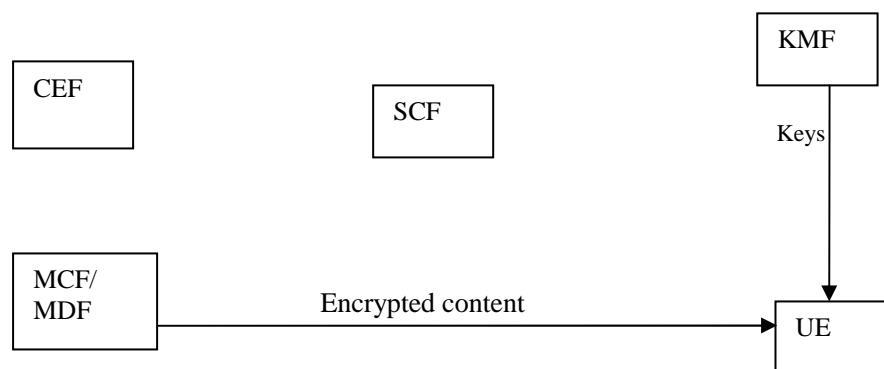 KMF
CEF
SCF
Keys
MCF/
MDF
Encrypted content
UE